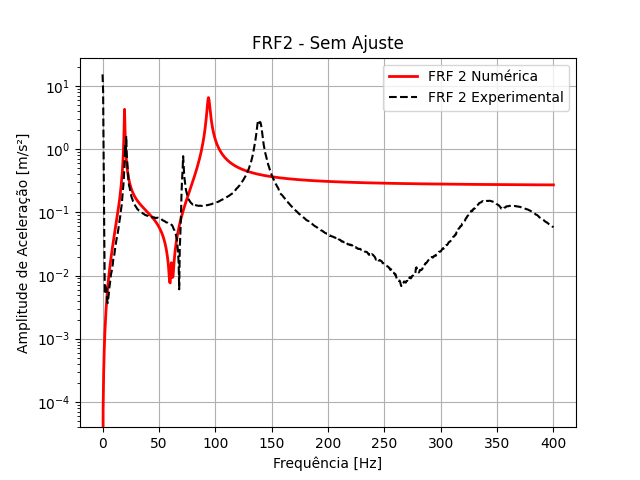 FRF2 - Sem Ajuste
FRF 2 Numérica
FRF 2 Experimental
Amplitude de Aceleração [m/s²]
10¹
10⁰
10⁻¹
10⁻²
10⁻³
10⁻⁴
0 50 100 150 200 250 300 350 400
Frequência [Hz]